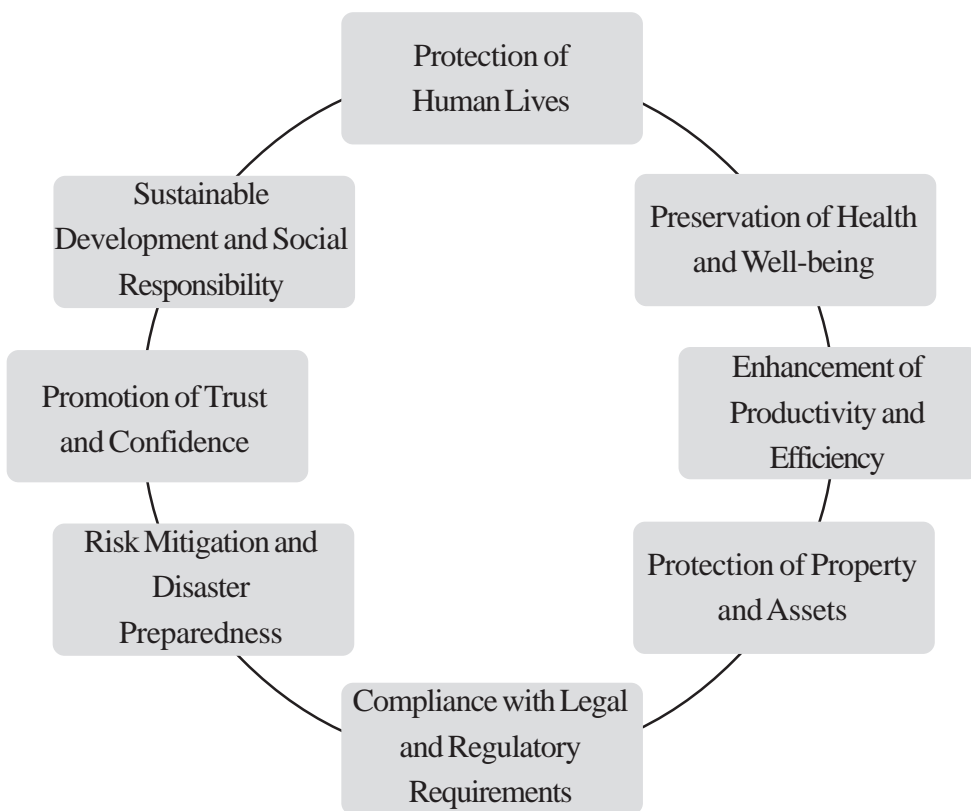 Protection of
Human Lives
Preservation of Health
and Well-being
Enhancement of
Productivity and
Efficiency
Protection of Property
and Assets
Compliance with Legal
and Regulatory
Requirements
Risk Mitigation and
Disaster
Preparedness
Promotion of Trust
and Confidence
Sustainable
Development and Social
Responsibility